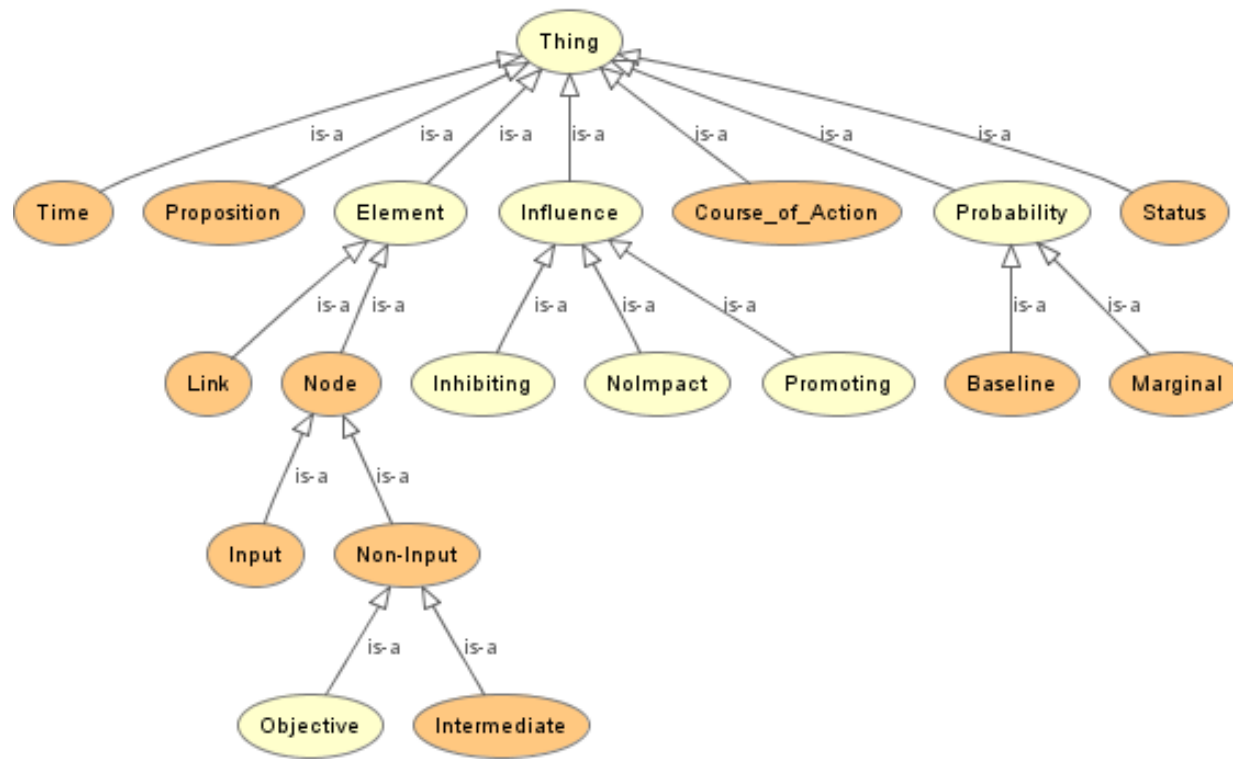 Thing
is-a
is-a
is-a
is-a
is-a
is-a
is-a
Time
Proposition
Element
Influence
Course_of_Action
Probability
Status
is-a
is-a
is-a
is-a
is-a
is-a
is-a
Link
Node
Inhibiting
NoImpact
Promoting
Baseline
Marginal
is-a
is-a
Input
Non-Input
is-a
is-a
Objective
Intermediate